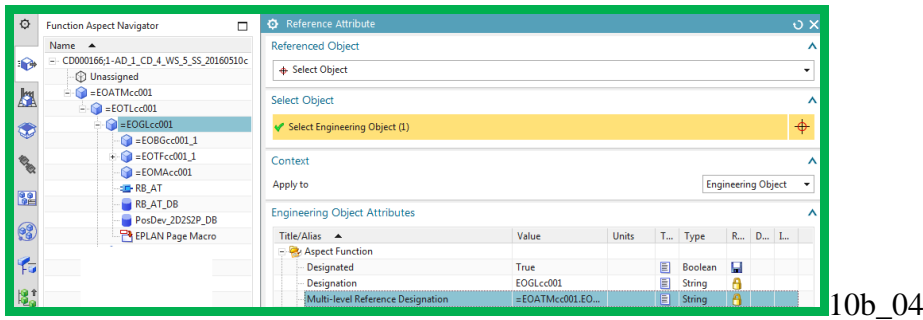 Function Aspect Navigator
Name
CD000166;1-AD_1_CD_4_WS_5_SS_20160510c
Unassigned
=EOATMcc001
=EOTLcc001
=EOGLcc001
=EOBGcc001_1
=EOTFcc001_1
=EOMAcc001
RB_AT
RB_AT_DB
PosDev_2D2S2P_DB
EPLAN Page Macro
Reference Attribute
Referenced Object
Select Object
Select Object
Select Engineering Object (1)
Context
Apply to Engineering Object
Engineering Object Attributes
Title/Alias Value Units T... Type R... D... I...
Aspect Function
Designated True Boolean
Designation EOGLcc001 String
Multi-level Reference Designation =EOATMcc001.EO... String
10b_04